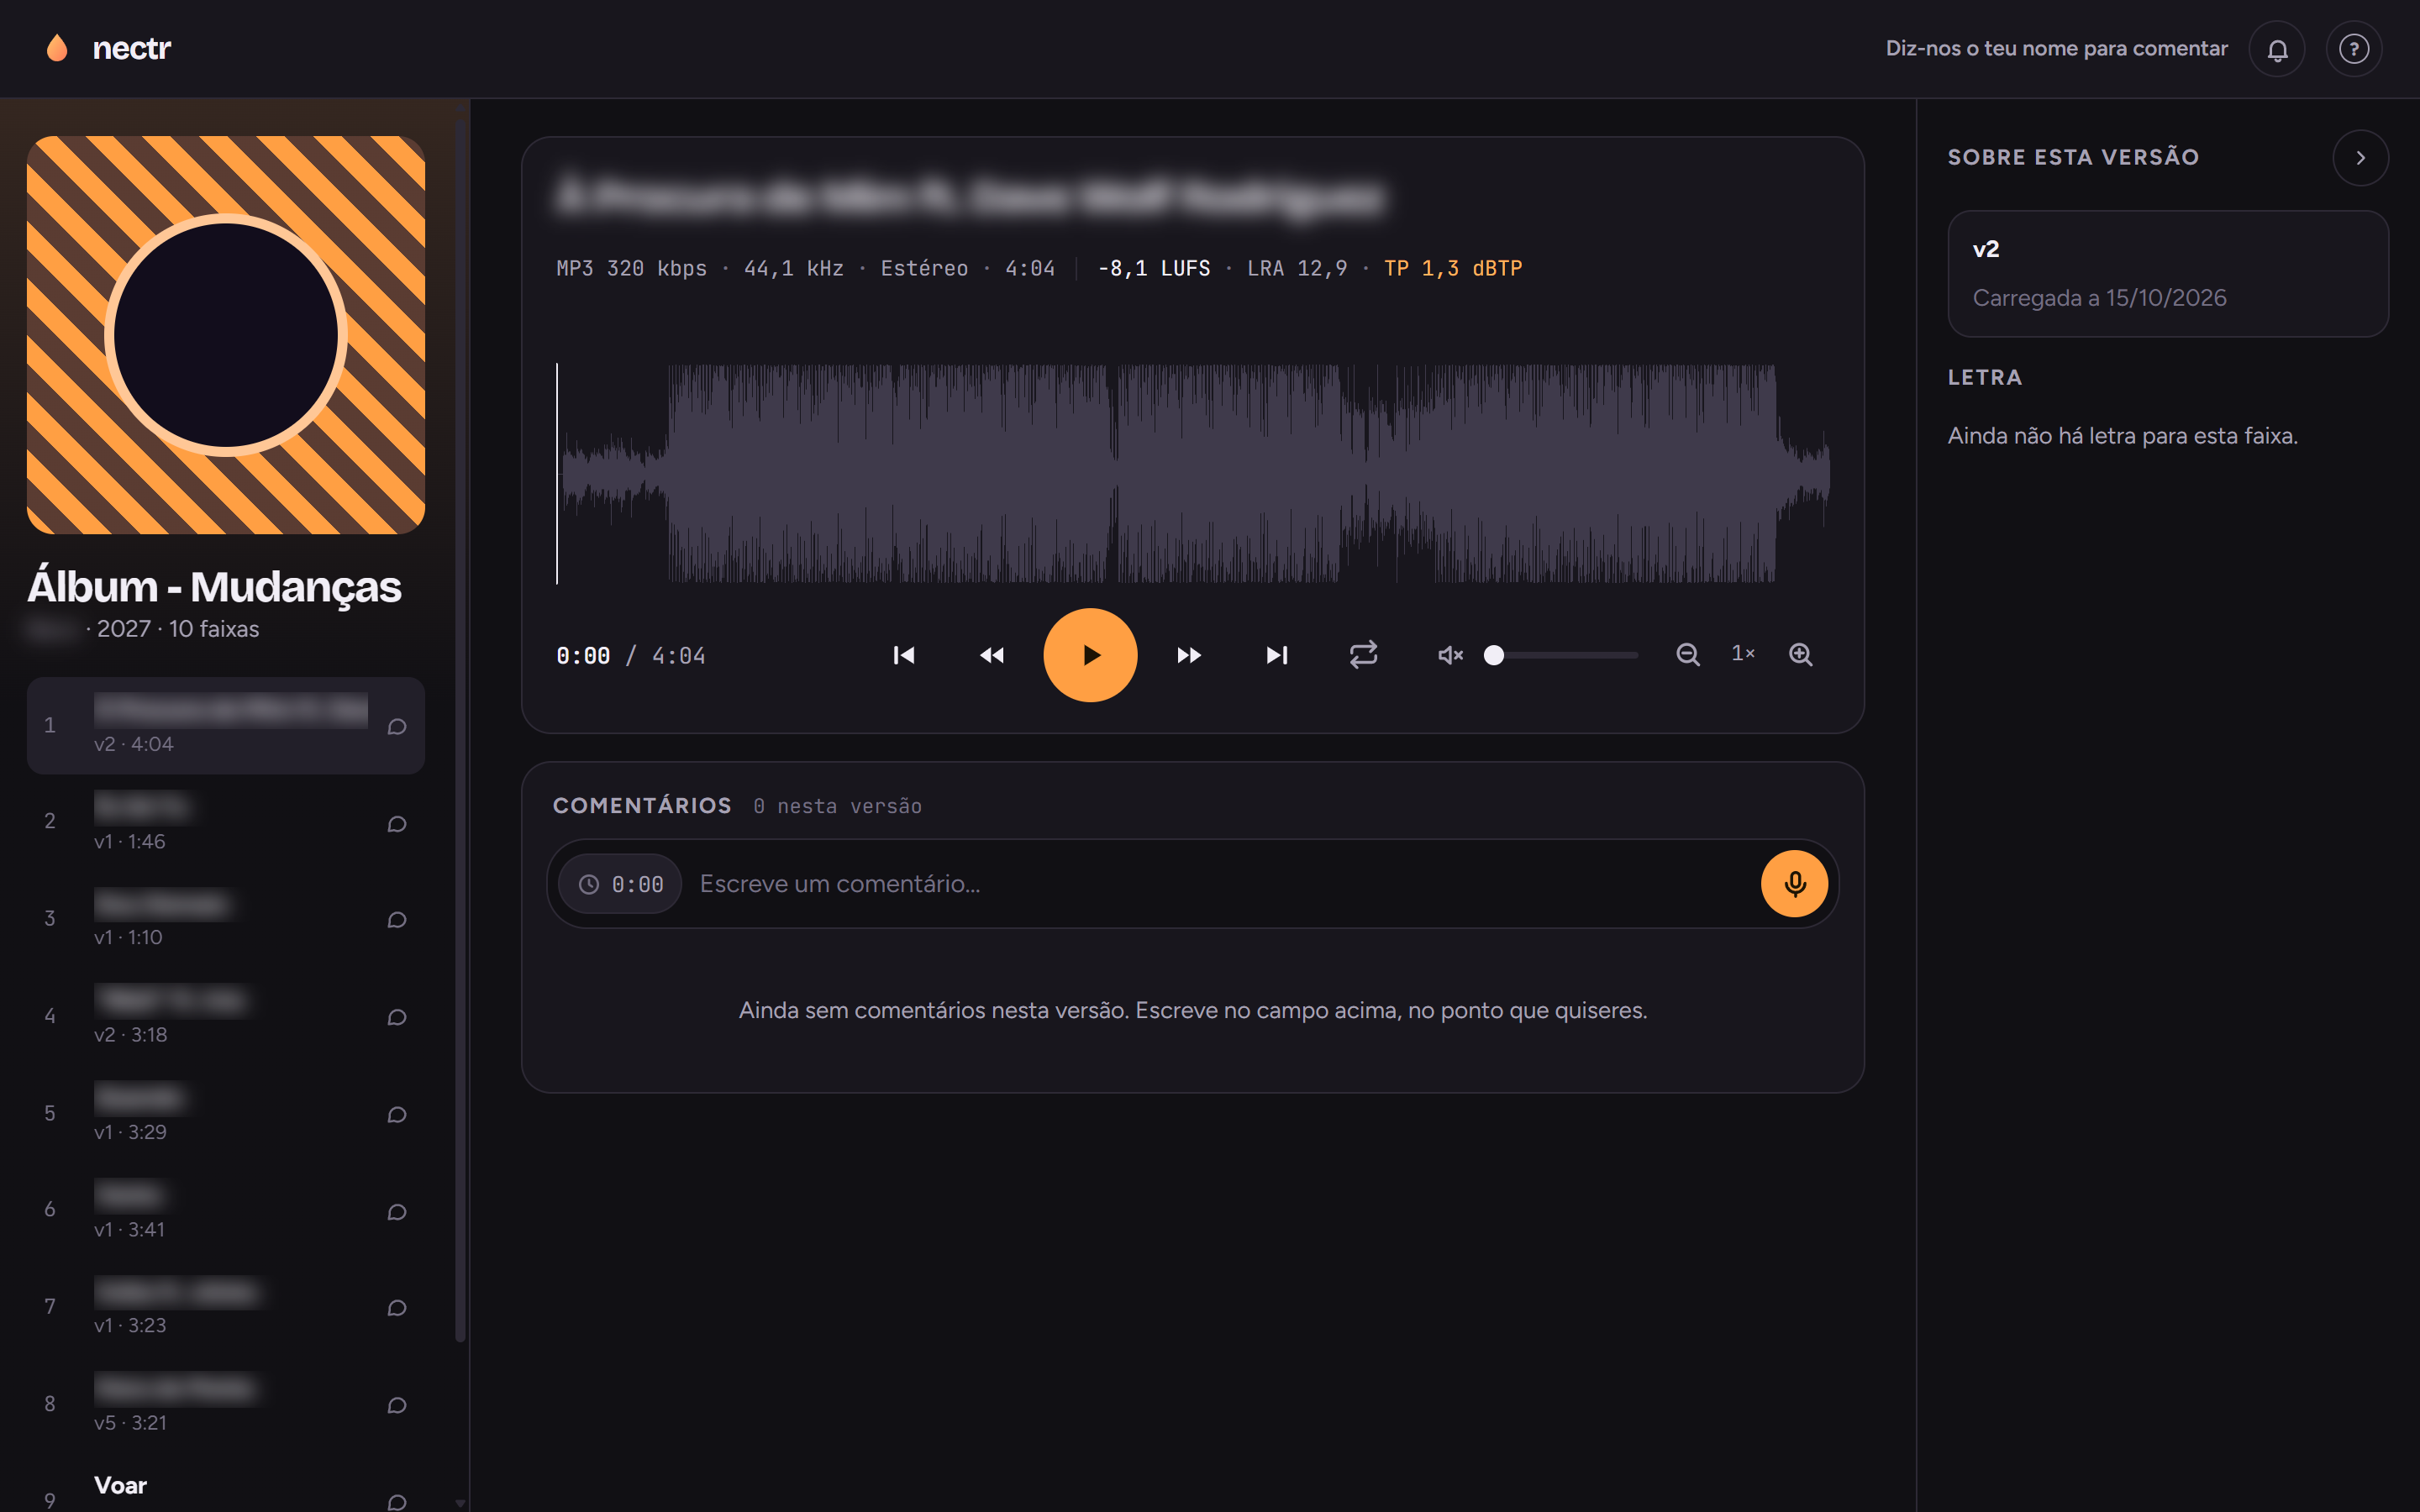 nectr
Diz-nos o teu nome para comentar
?
Álbum - Mudanças
· 2027 · 10 faixas
1
v2 · 4:04
2
v1 · 1:46
3
v1 · 1:10
4
v2 · 3:18
5
v1 · 3:29
6
v1 · 3:41
7
v1 · 3:23
8
v5 · 3:21
9
Voar
MP3 320 kbps · 44,1 kHz · Estéreo · 4:04 -8,1 LUFS · LRA 12,9 · TP 1,3 dBTP
0:00 / 4:04
1×
COMENTÁRIOS 0 nesta versão
0:00 Escreve um comentário...
Ainda sem comentários nesta versão. Escreve no campo acima, no ponto que quiseres.
SOBRE ESTA VERSÃO
v2
Carregada a 15/10/2026
LETRA
Ainda não há letra para esta faixa.